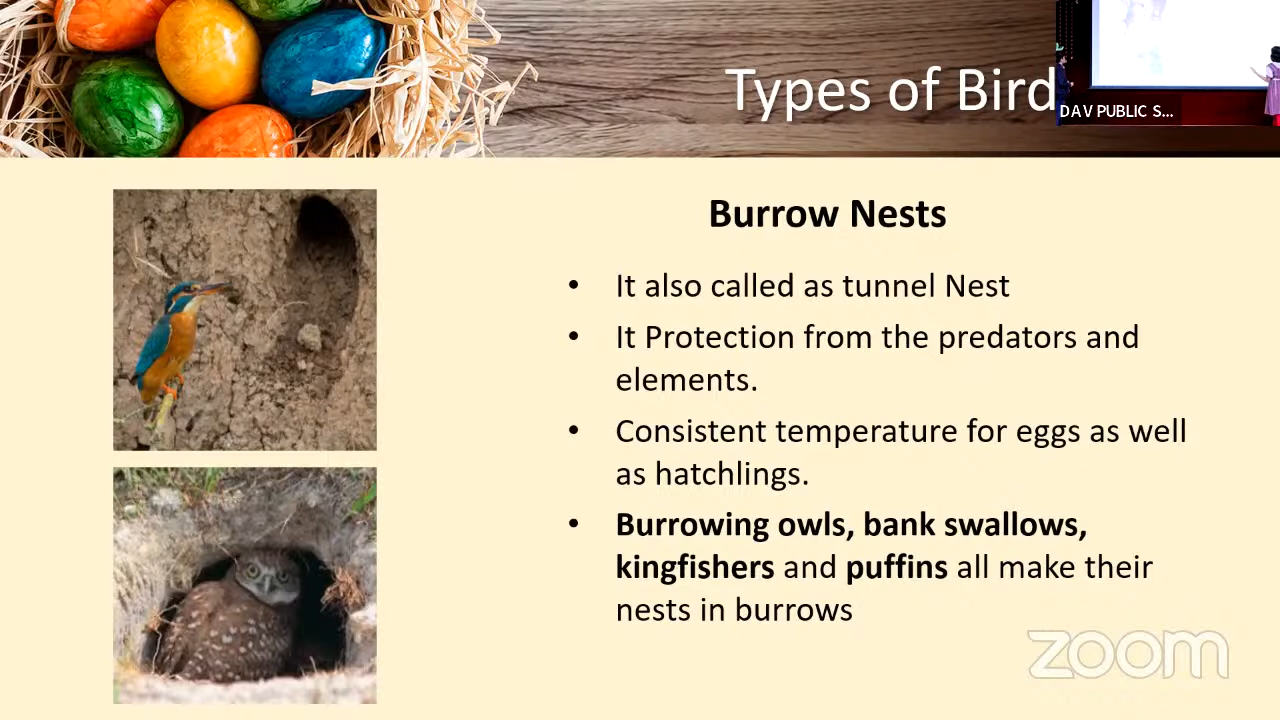 Types of Bird
DAV PUBLIC S...
Burrow Nests
• It also called as tunnel Nest
• It Protection from the predators and
elements.
• Consistent temperature for eggs as well
as hatchlings.
• Burrowing owls, bank swallows,
kingfishers and puffins all make their
nests in burrows
zoom